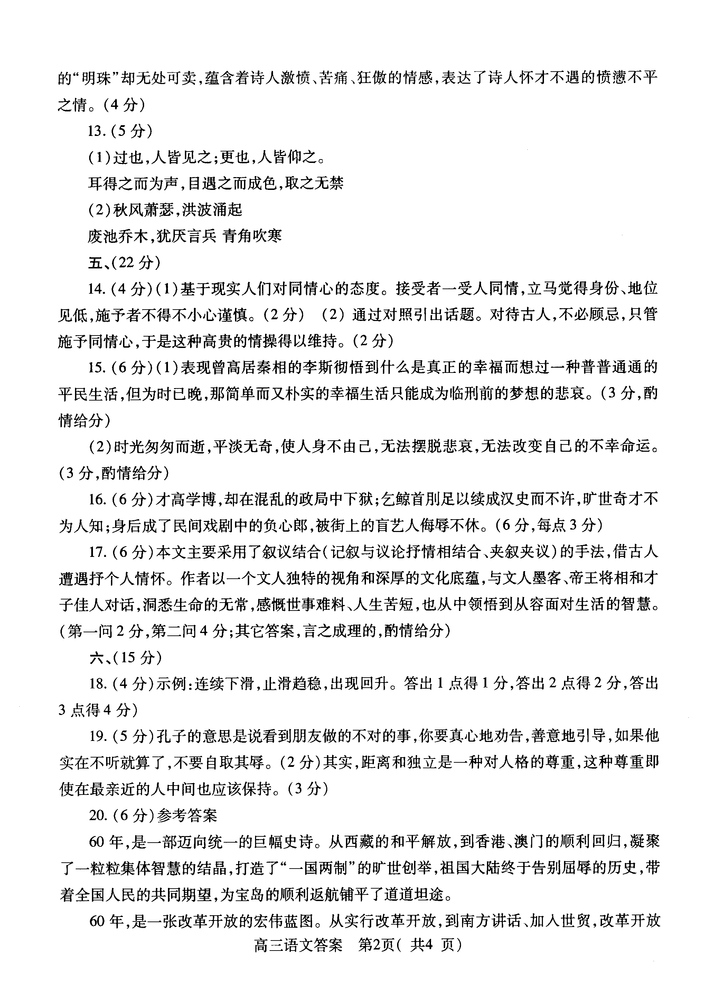 的“明珠”却无处可卖,蕴含着诗人激愤、苦痛、狂傲的情感,表达了诗人怀才不遇的愤懑不平
之情。(4 分)
13. (5 分)
(1)过也,人皆见之;更也,人皆仰之。
耳得之而为声,目遇之而成色,取之无禁
(2)秋风萧瑟,洪波涌起
废池乔木,犹厌言兵 青角吹寒
五、(22 分)
14. (4 分)(1)基于现实人们对同情心的态度。接受者一受人同情,立马觉得身份、地位
见低,施予者不得不小心谨慎。(2 分) (2) 通过对照引出话题。对待古人,不必顾忌,只管
施予同情心,于是这种高贵的情操得以维持。(2 分)
15. (6 分)(1)表现曾高居秦相的李斯彻悟到什么是真正的幸福而想过一种普普通通的
平民生活,但为时已晚,那简单而又朴实的幸福生活只能成为临刑前的梦想的悲哀。(3 分,酌
情给分)
(2)时光匆匆而逝,平淡无奇,使人身不由己,无法摆脱悲哀,无法改变自己的不幸命运。
(3 分,酌情给分)
16. (6 分)才高学博,却在混乱的政局中下狱;乞鲸首刖足以续成汉史而不许,旷世奇才不
为人知;身后成了民间戏剧中的负心郎,被街上的盲艺人侮辱不休。(6 分,每点 3 分)
17. (6 分)本文主要采用了叙议结合(记叙与议论抒情相结合、夹叙夹议)的手法,借古人
遭遇抒个人情怀。作者以一个文人独特的视角和深厚的文化底蕴,与文人墨客、帝王将相和才
子佳人对话,洞悉生命的无常,感慨世事难料、人生苦短,也从中领悟到从容面对生活的智慧。
(第一问 2 分,第二问 4 分;其它答案,言之成理的,酌情给分)
六、(15 分)
18. (4 分)示例:连续下滑,止滑趋稳,出现回升。答出 1 点得 1 分,答出 2 点得 2 分,答出
3 点得 4 分)
19. (5 分)孔子的意思是说看到朋友做的不对的事,你要真心地劝告,善意地引导,如果他
实在不听就算了,不要自取其辱。(2 分)其实,距离和独立是一种对人格的尊重,这种尊重即
使在最亲近的人中间也应该保持。(3 分)
20. (6 分)参考答案
60 年,是一部迈向统一的巨幅史诗。从西藏的和平解放,到香港、澳门的顺利回归,凝聚
了一粒粒集体智慧的结晶,打造了“一国两制”的旷世创举,祖国大陆终于告别屈辱的历史,带
着全国人民的共同期望,为宝岛的顺利返航铺平了道道坦途。
60 年,是一张改革开放的宏伟蓝图。从实行改革开放,到南方讲话、加入世贸,改革开放
高三语文答案 第2页( 共4 页)